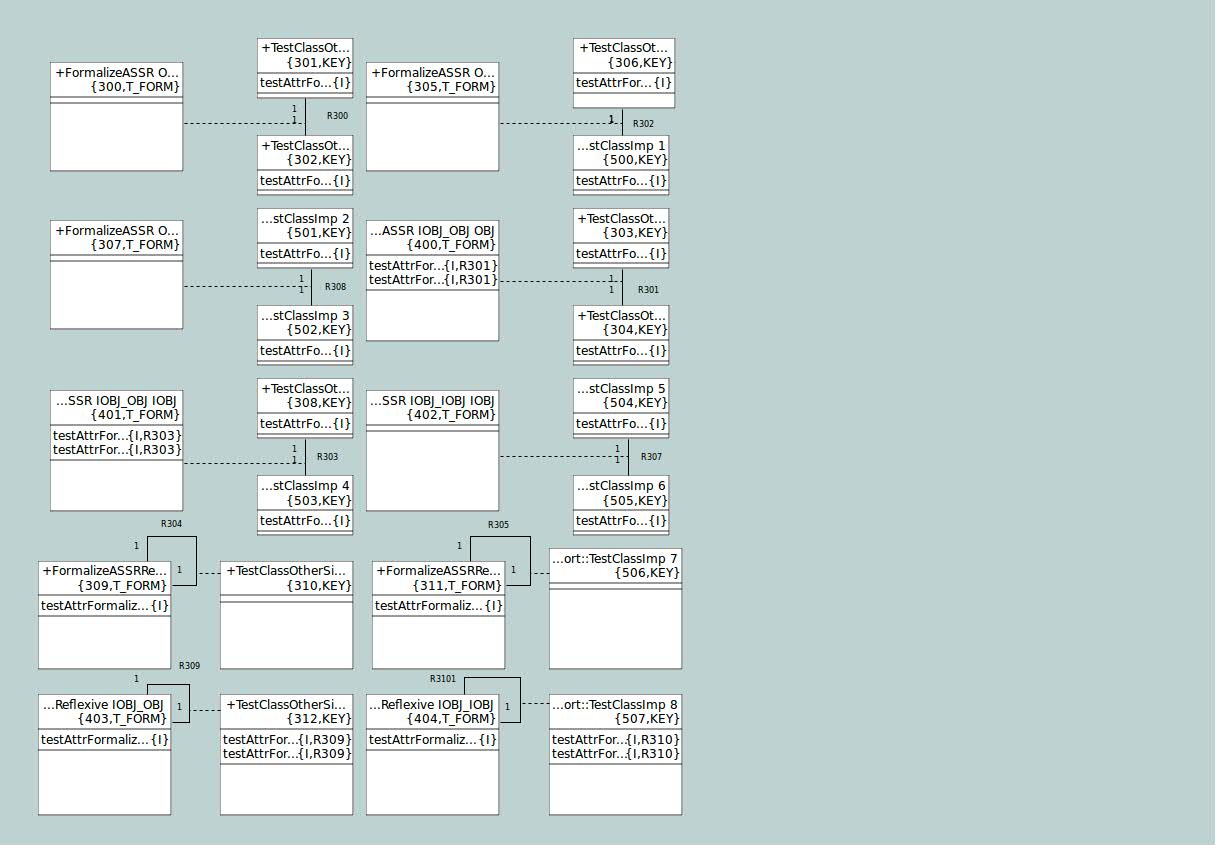 +FormalizeASSR O...
{300,T_FORM}
+TestClassOt...
{301,KEY}
testAttrFo...{I}
1
1
R300
+TestClassOt...
{302,KEY}
testAttrFo...{I}
+FormalizeASSR O...
{305,T_FORM}
+TestClassOt...
{306,KEY}
testAttrFor...{I}
1
R302
...stClassImp 1
{500,KEY}
testAttrFo...{I}
+FormalizeASSR O...
{307,T_FORM}
...stClassImp 2
{501,KEY}
testAttrFo...{I}
1
1
R308
...stClassImp 3
{502,KEY}
testAttrFo...{I}
...ASSR IOBJ_OBJ OBJ
{400,T_FORM}
testAttrFor...{I,R301}
testAttrFor...{I,R301}
+TestClassOt...
{303,KEY}
testAttrFo...{I}
1
1
R301
+TestClassOt...
{304,KEY}
testAttrFo...{I}
...SSR IOBJ_OBJ IOBJ
{401,T_FORM}
testAttrFor...{I,R303}
testAttrFor...{I,R303}
+TestClassOt...
{308,KEY}
testAttrFo...{I}
1
1
R303
...stClassImp 4
{503,KEY}
testAttrFo...{I}
...SSR IOBJ_IOBJ IOBJ
{402,T_FORM}
...stClassImp 5
{504,KEY}
testAttrFo...{I}
1
1
R307
...stClassImp 6
{505,KEY}
testAttrFo...{I}
R304
1
1
+FormalizeASSRRe...
{309,T_FORM}
testAttrFormaliz...{I}
+TestClassOtherSi...
{310,KEY}
R305
1
1
+FormalizeASSRRe...
{311,T_FORM}
testAttrFormaliz...{I}
...ort::TestClassImp 7
{506,KEY}
R309
1
1
...Reflexive IOBJ_OBJ
{403,T_FORM}
testAttrFormaliz...{I}
+TestClassOtherSi...
{312,KEY}
testAttrFor...{I,R309}
testAttrFor...{I,R309}
R3101
1
...Reflexive IOBJ_IOBJ
{404,T_FORM}
testAttrFormaliz...{I}
...ort::TestClassImp 8
{507,KEY}
testAttrFor...{I,R310}
testAttrFor...{I,R310}